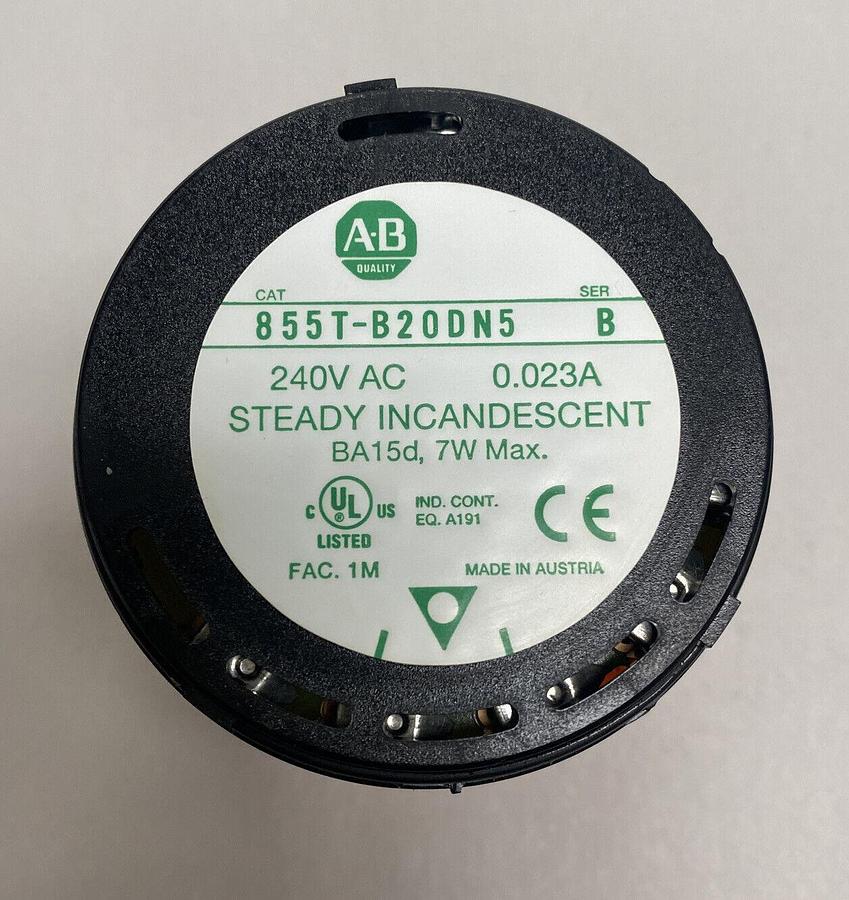 A-B
QUALITY
CAT SER
855T-B20DN5 B
240V AC 0.023A
STEADY INCANDESCENT
BA15d, 7W Max.
C UL ® US
LISTED
IND. CONT.
EQ. A191
CE
FAC. 1M
MADE IN AUSTRIA